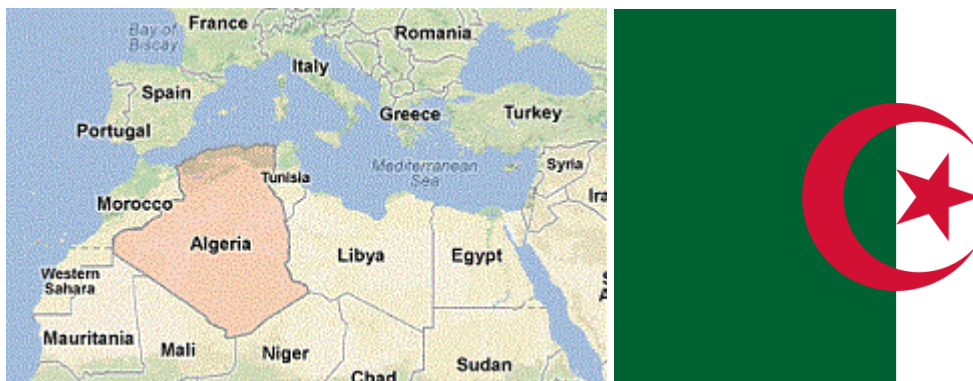 France
Bay of
Biscay
Romania
Italy
Spain
Greece
Turkey
Portugal
Mediterranean
Sea
Syria
Tunisia
Ira
Morocco
Algeria
Libya
Egypt
Western
Sahara
S
A
Mauritania
Mali
Niger
Chad
Sudan